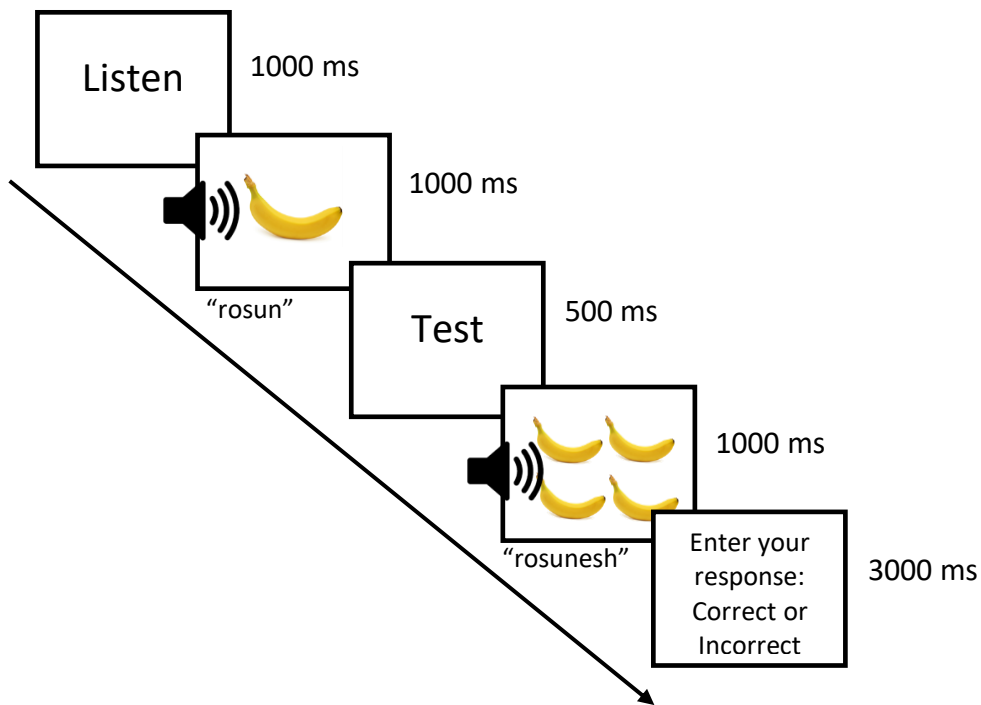 Listen
1000 ms
1000 ms
“rosun”
Test
500 ms
1000 ms
“rosunesh”
Enter your
response:
Correct or
Incorrect
3000 ms